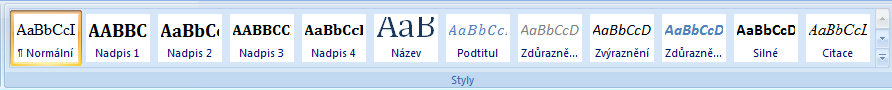 AaBbCcI AABBC AaBbC AABBCC AaBbCcI AaB AaBbCc. AaBbCcD AaBbCcD AaBbCcD AaBbCcD AaBbCcI
¶ Normální Nadpis 1 Nadpis 2 Nadpis 3 Nadpis 4 Název Podtitul Zdůrazně... Zvýraznění Zdůrazně... Silné Citace
Styly